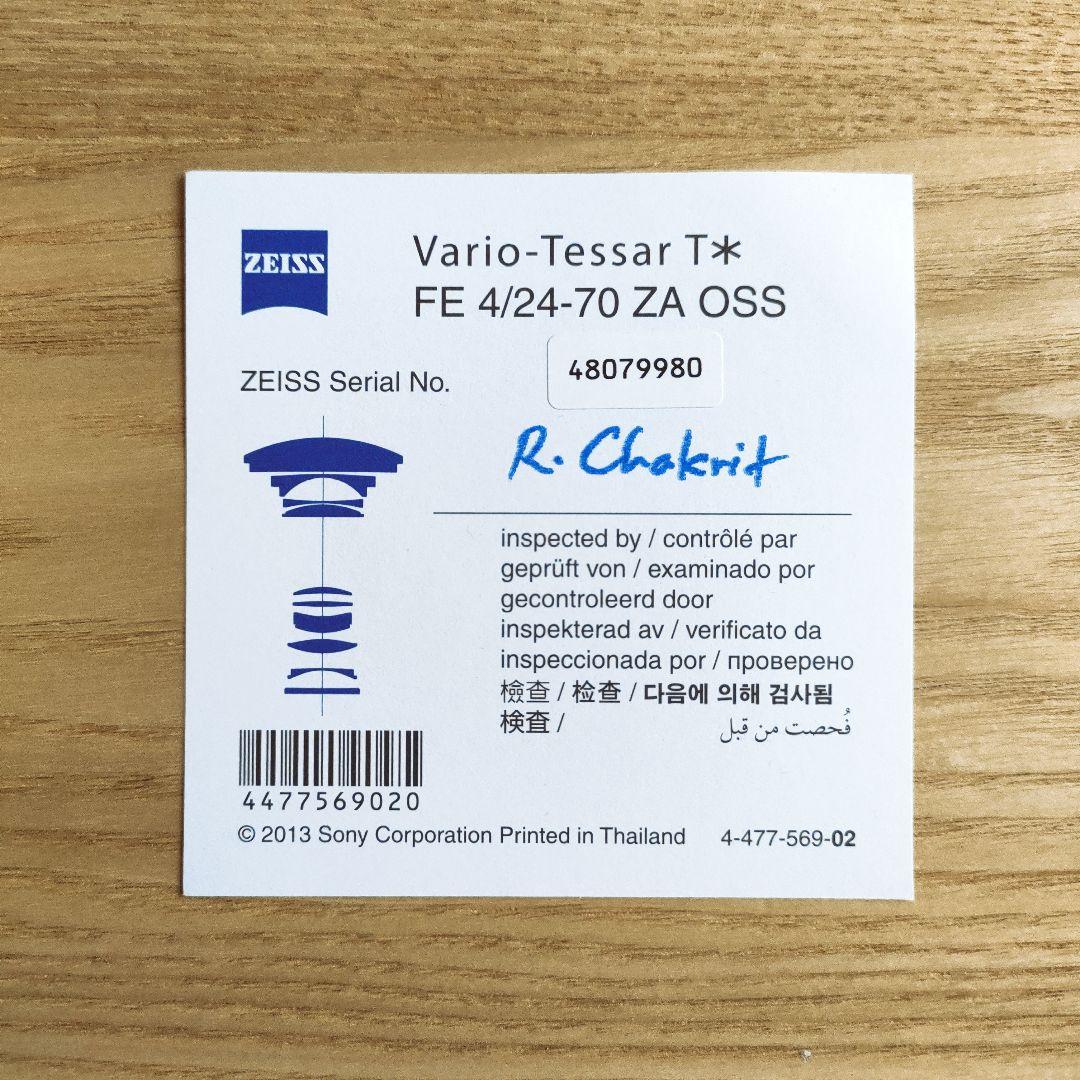 ZEISS
Vario-Tessar T*
FE 4/24-70 ZA OSS
ZEISS Serial No.
48079980
R. Chakrit
inspected by / contrôlé par
geprüft von / examinado por
gecontroleerd door
inspekterad av / verificato da
inspeccionada por / проверено
檢查 / 检查 / 다음에 의해 검사됨
検査 / فُحصت من قبل
4477569020
© 2013 Sony Corporation Printed in Thailand 4-477-569-02